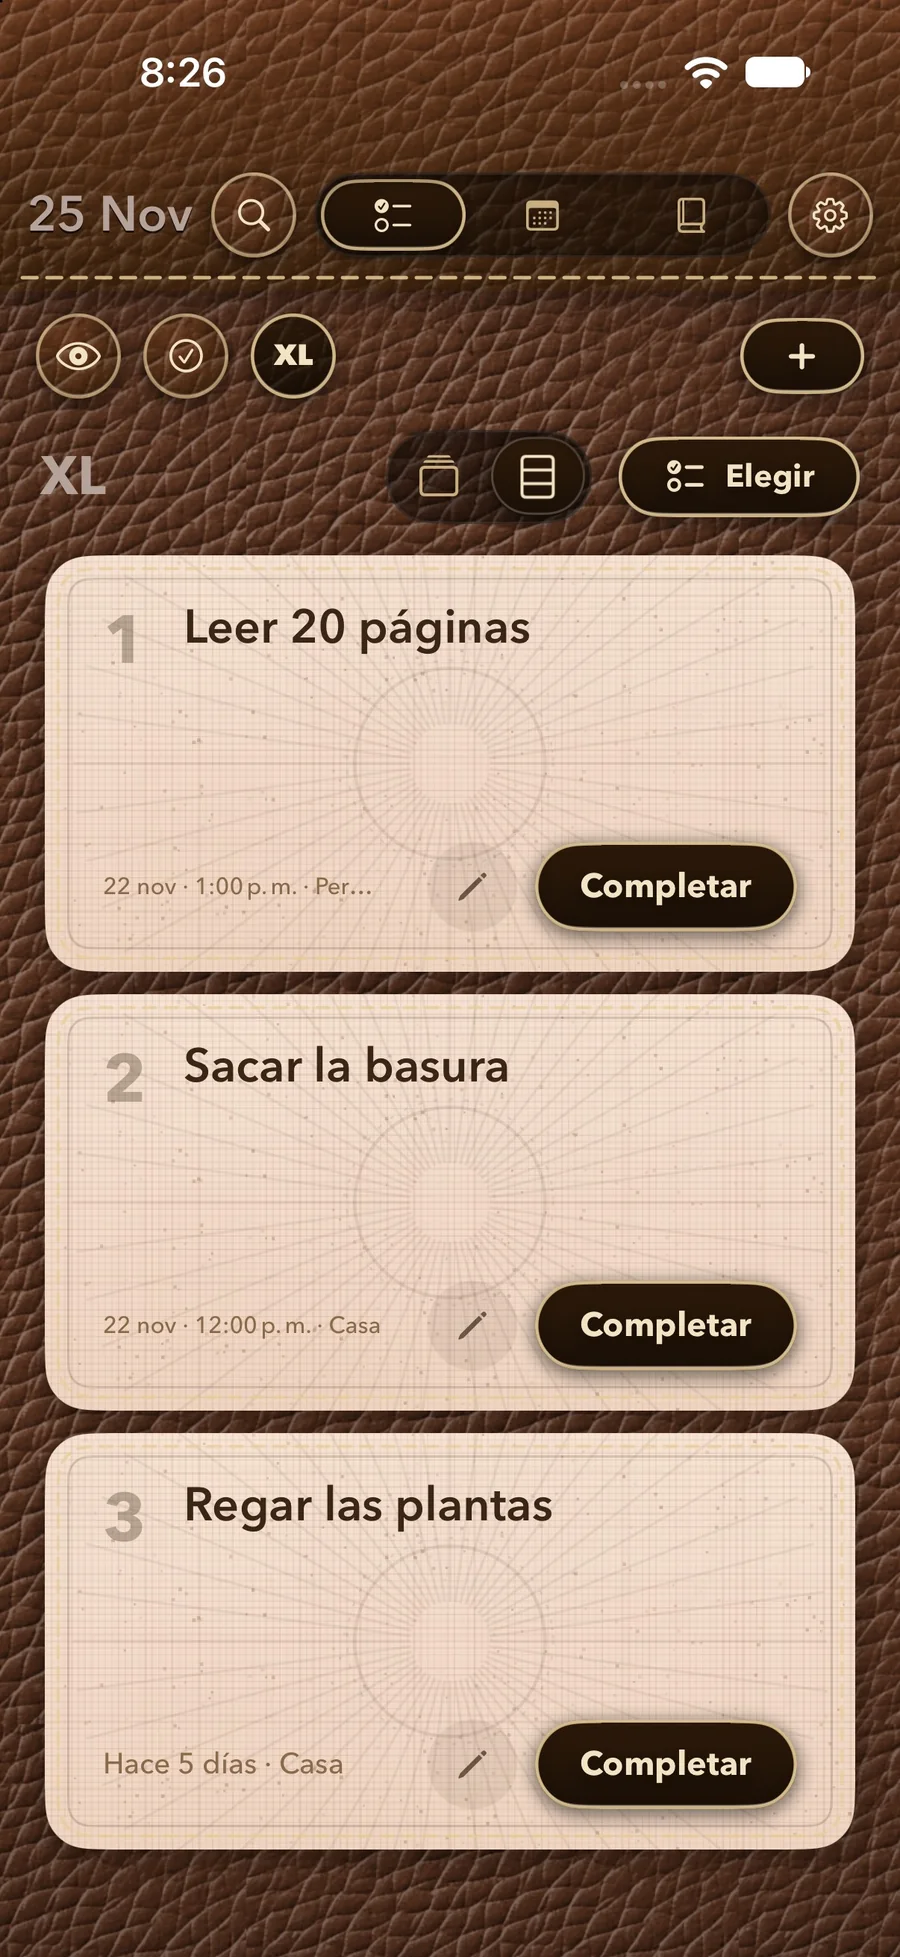 8:26
25 Nov
XL
XL
Elegir
1 Leer 20 páginas
22 nov · 1:00 p. m. · Per...
Completar
2 Sacar la basura
22 nov · 12:00 p. m. · Casa
Completar
3 Regar las plantas
Hace 5 días · Casa
Completar